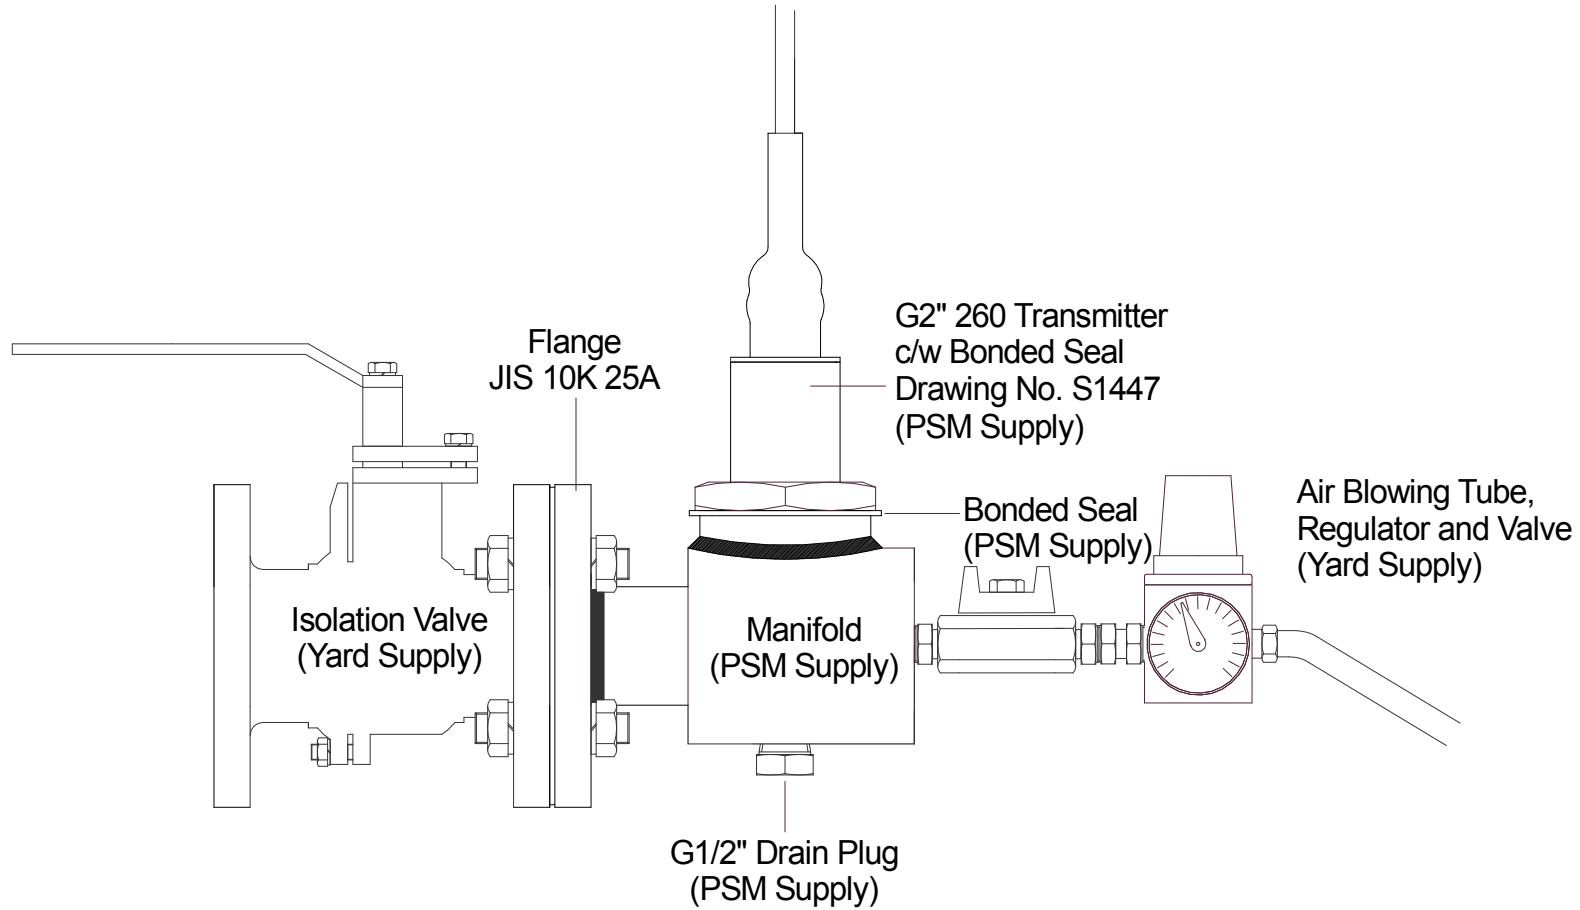 Flange
JIS 10K 25A
G2" 260 Transmitter
c/w Bonded Seal
Drawing No. S1447
(PSM Supply)
Bonded Seal
(PSM Supply)
Air Blowing Tube,
Regulator and Valve
(Yard Supply)
Isolation Valve
(Yard Supply)
Manifold
(PSM Supply)
G1/2" Drain Plug
(PSM Supply)